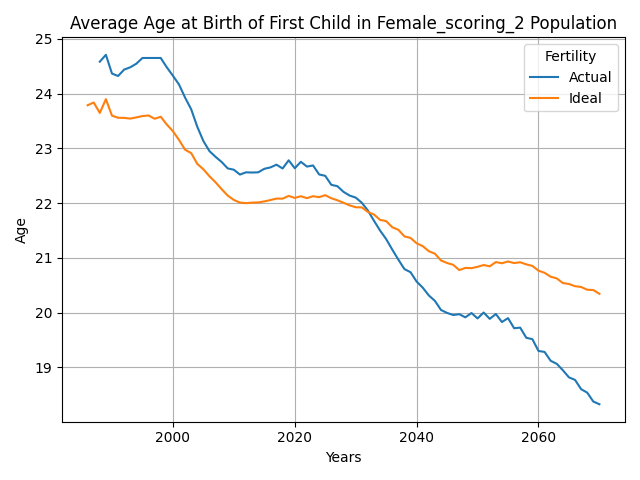 Average Age at Birth of First Child in Female_scoring_2 Population
Fertility
Actual
Ideal
Age
25
24
23
22
21
20
19
2000
2020
2040
2060
Years